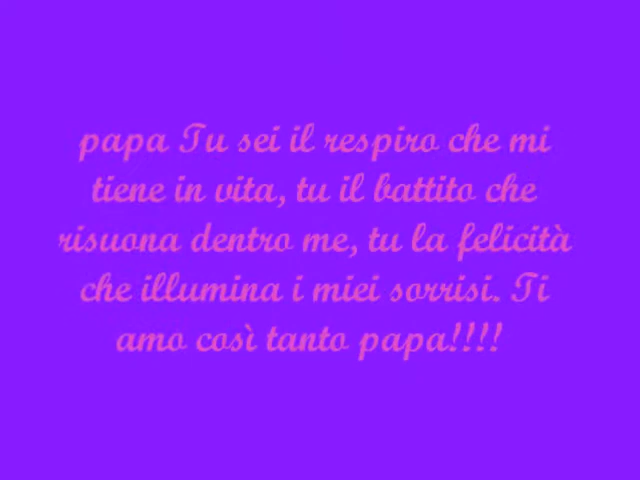 papa Tu sei il respiro che mi
tiene in vita, tu il battito che
risuona dentro me, tu la felicità
che illumina i miei sorrisi. Ti
amo così tanto papa!!!!